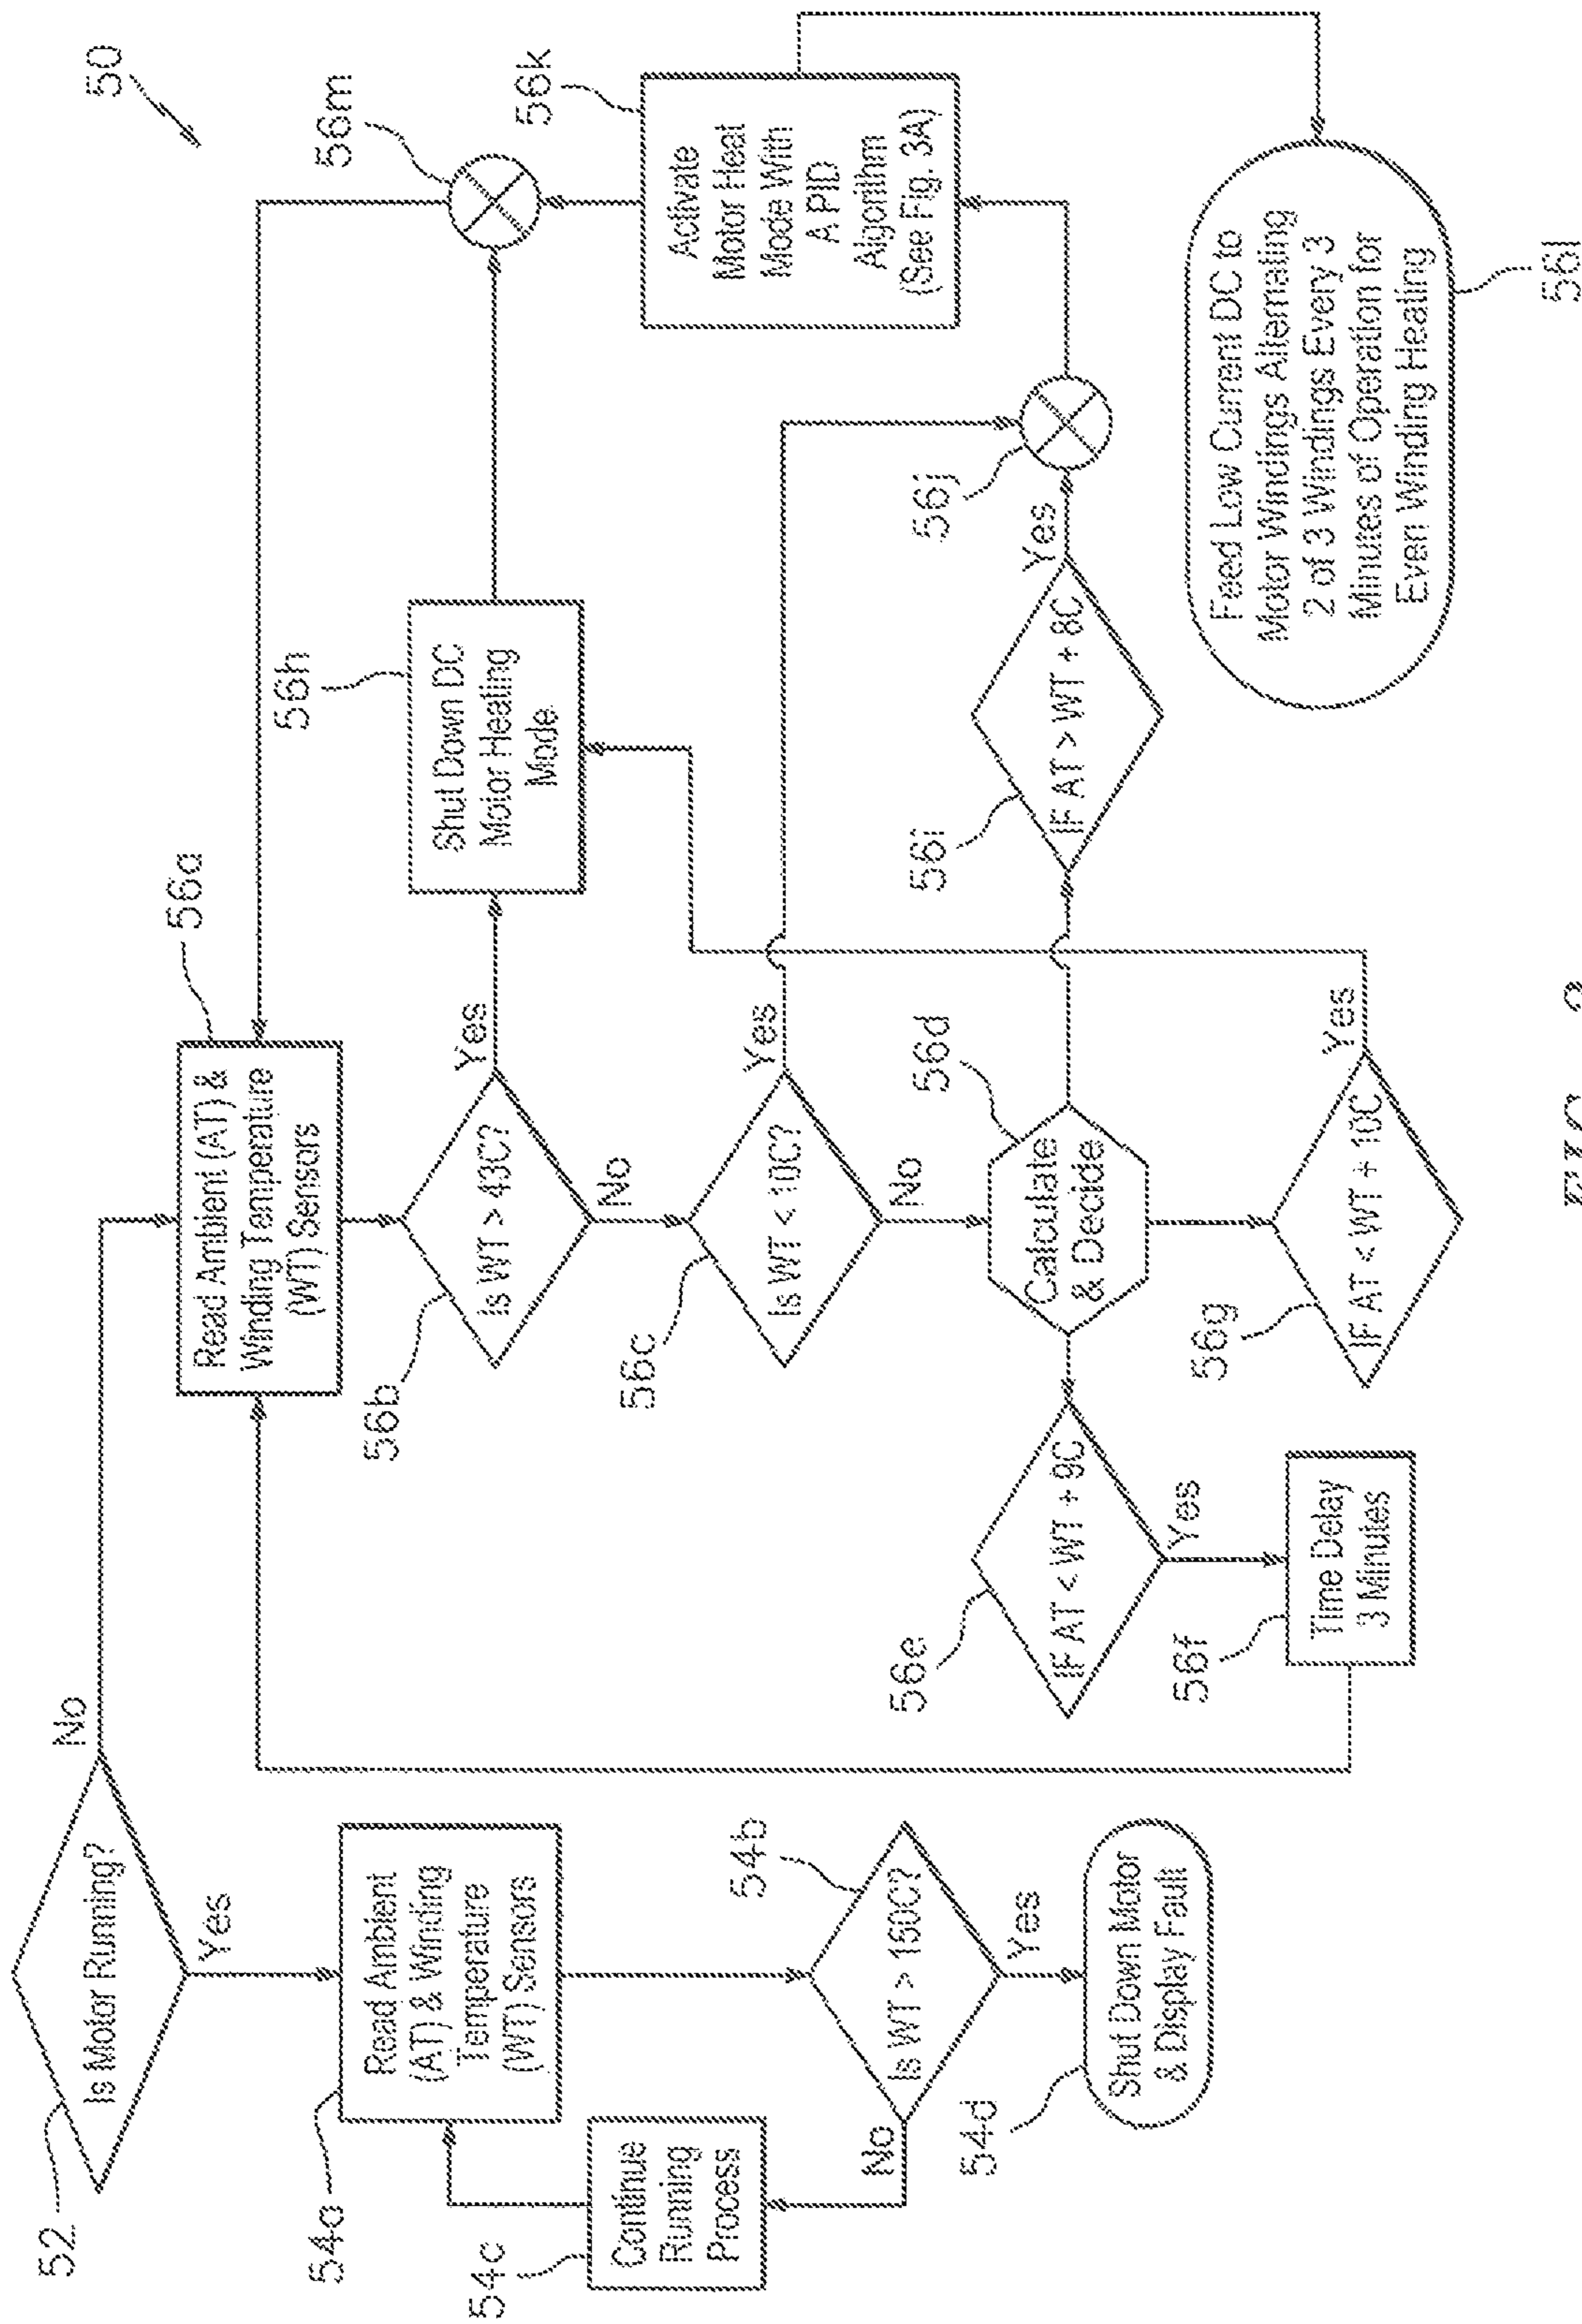 50
52
Is Motor Running?
No
Yes
54a
Read Ambient
(AT) & Winding
Temperature
(WT) Sensors
54b
Is WT > 150C?
No
Yes
54c
Continue
Running
Process
54d
Shut Down Motor
& Display Fault
56a
Read Ambient (AT) &
Winding Temperature
(WT) Sensors
56b
Is WT > 43C?
Yes
No
56c
Is WT < 10C?
Yes
No
56d
Calculate
& Decide
56e
IF AT < WT + 9C
Yes
56f
Time Delay
3 Minutes
56g
IF AT < WT + 10C
Yes
56h
Shut Down DC
Motor Heating
Mode
56i
IF AT > WT + 8C
Yes
56j
56k
Activate
Motor Heat
Mode With
A PID
Algorithm
(See Fig. 3A)
56m
Feed Low Current DC to
Motor Windings Alternating
2 of 3 Windings Every 3
Minutes of Operation for
Even Winding Heating
56l